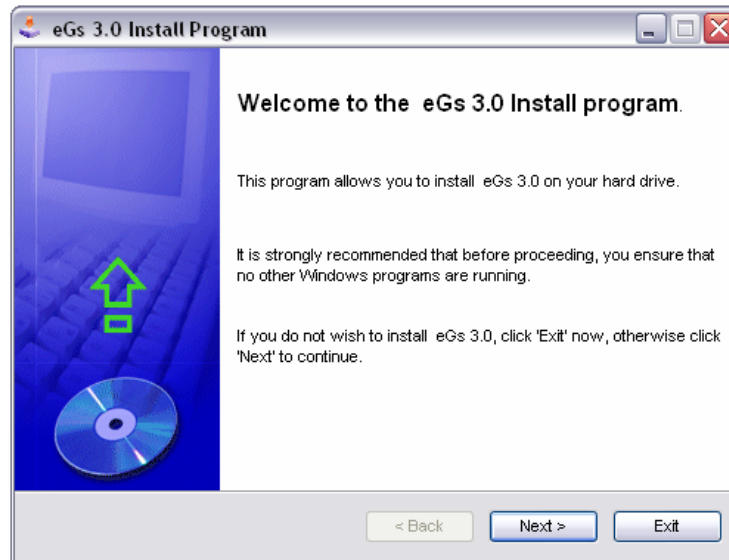 eGs 3.0 Install Program
Welcome to the eGs 3.0 Install program.
This program allows you to install eGs 3.0 on your hard drive.
It is strongly recommended that before proceeding, you ensure that
no other Windows programs are running.
If you do not wish to install eGs 3.0, click 'Exit' now, otherwise click
'Next' to continue.
< Back Next > Exit